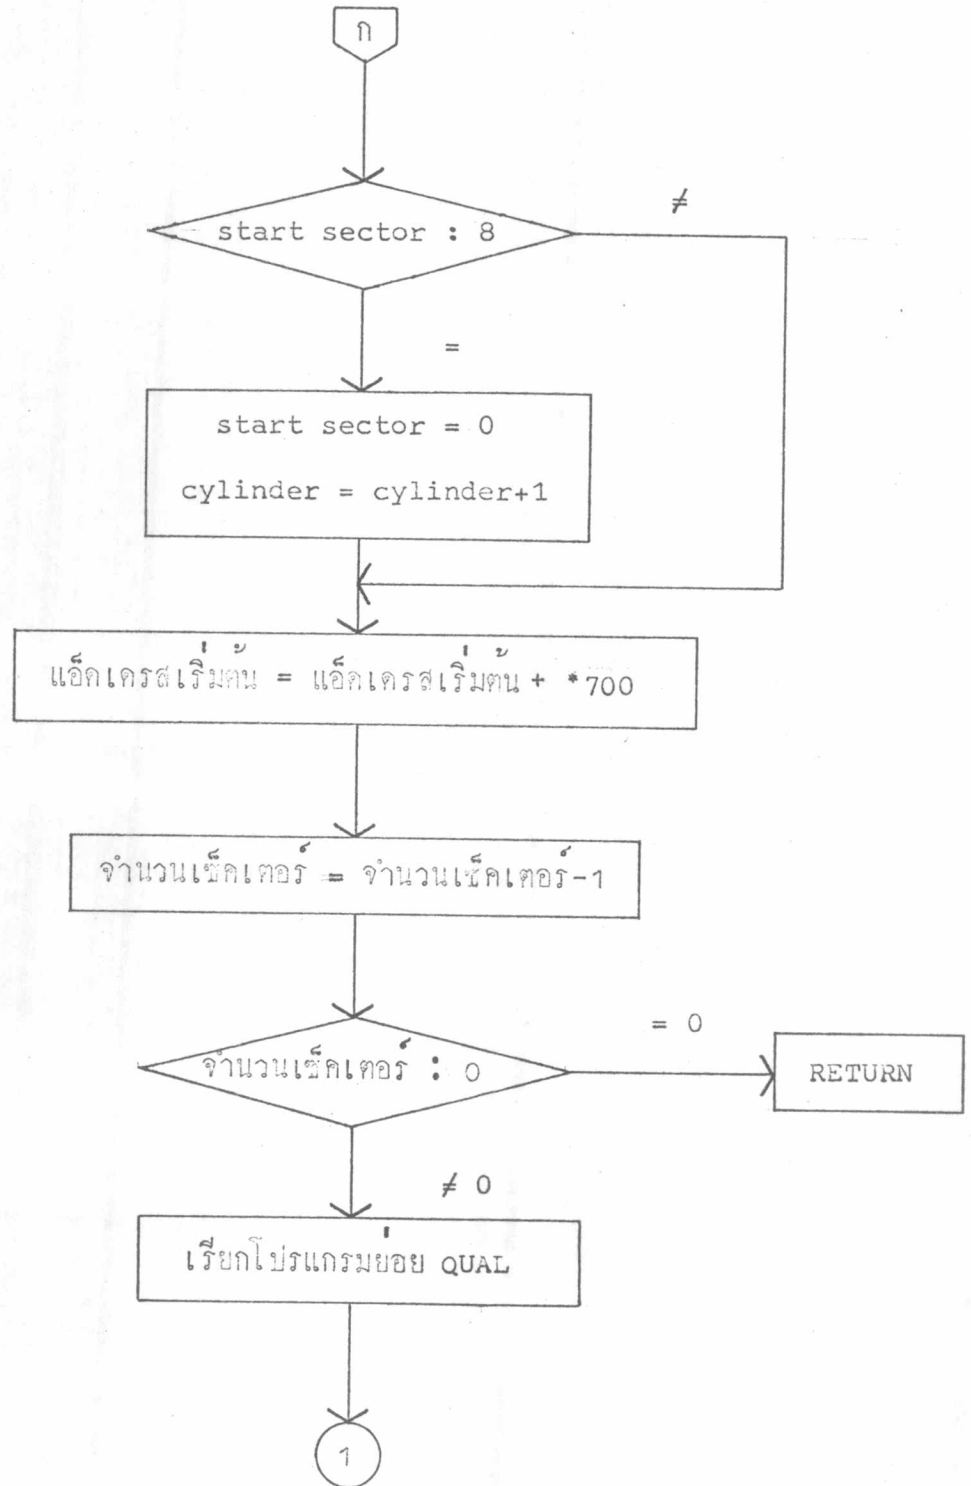 ก
start sector : 8
≠
=
start sector = 0
cylinder = cylinder+1
แอ็คเดรสเริ่มต้น = แอ็คเดรสเริ่มต้น + *700
จำนวนเซ็คเตอร์ = จำนวนเซ็คเตอร์-1
จำนวนเซ็คเตอร์ : 0
= 0
RETURN
≠ 0
เรียกโปรแกรมย่อย QUAL
1